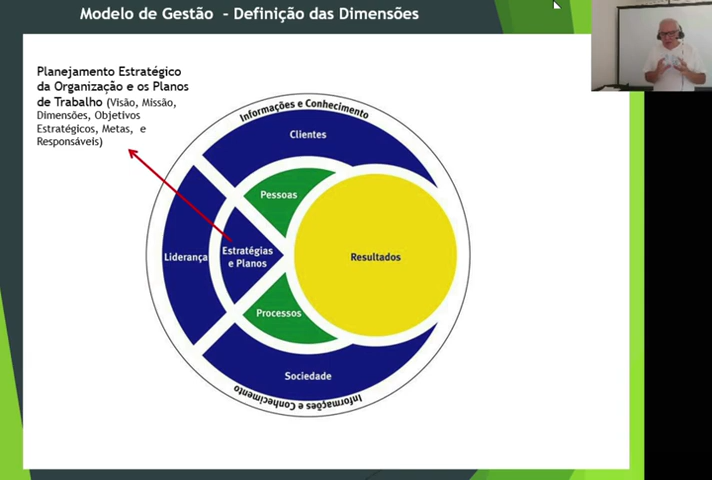 Modelo de Gestão - Definição das Dimensões
Planejamento Estratégico
da Organização e os Planos
de Trabalho (Visão, Missão,
Dimensões, Objetivos
Estratégicos, Metas, e
Responsáveis)
Informações e Conhecimento
Clientes
Pessoas
Liderança
Estratégias
e Planos
Resultados
Processos
Sociedade
Informações e Conhecimento